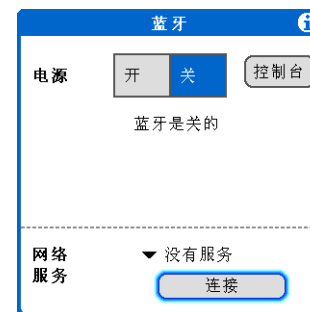 蓝牙
电源 开 关 控制台
蓝牙是关的
网络 没有服务
服务
连接